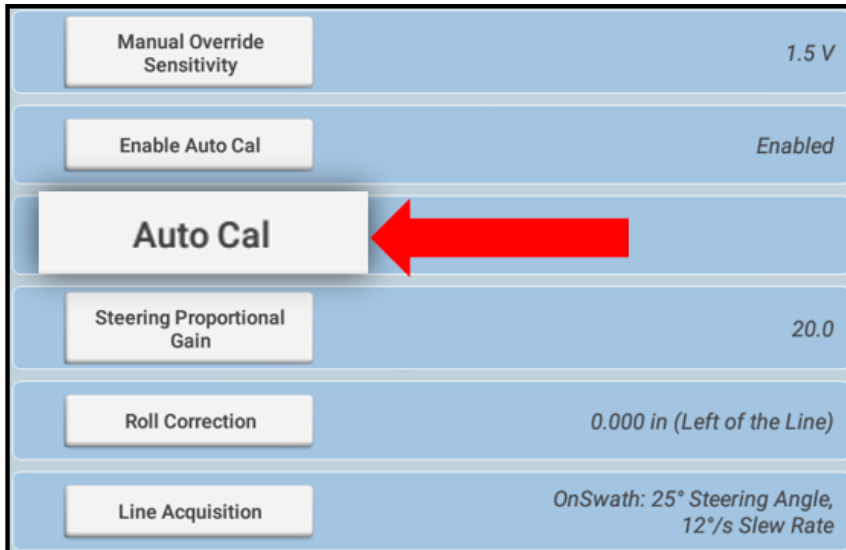 Manual Override
Sensitivity
1.5 V
Enable Auto Cal
Enabled
Auto Cal
Steering Proportional
Gain
20.0
Roll Correction
0.000 in (Left of the Line)
Line Acquisition
OnSwath: 25° Steering Angle,
12°/s Slew Rate